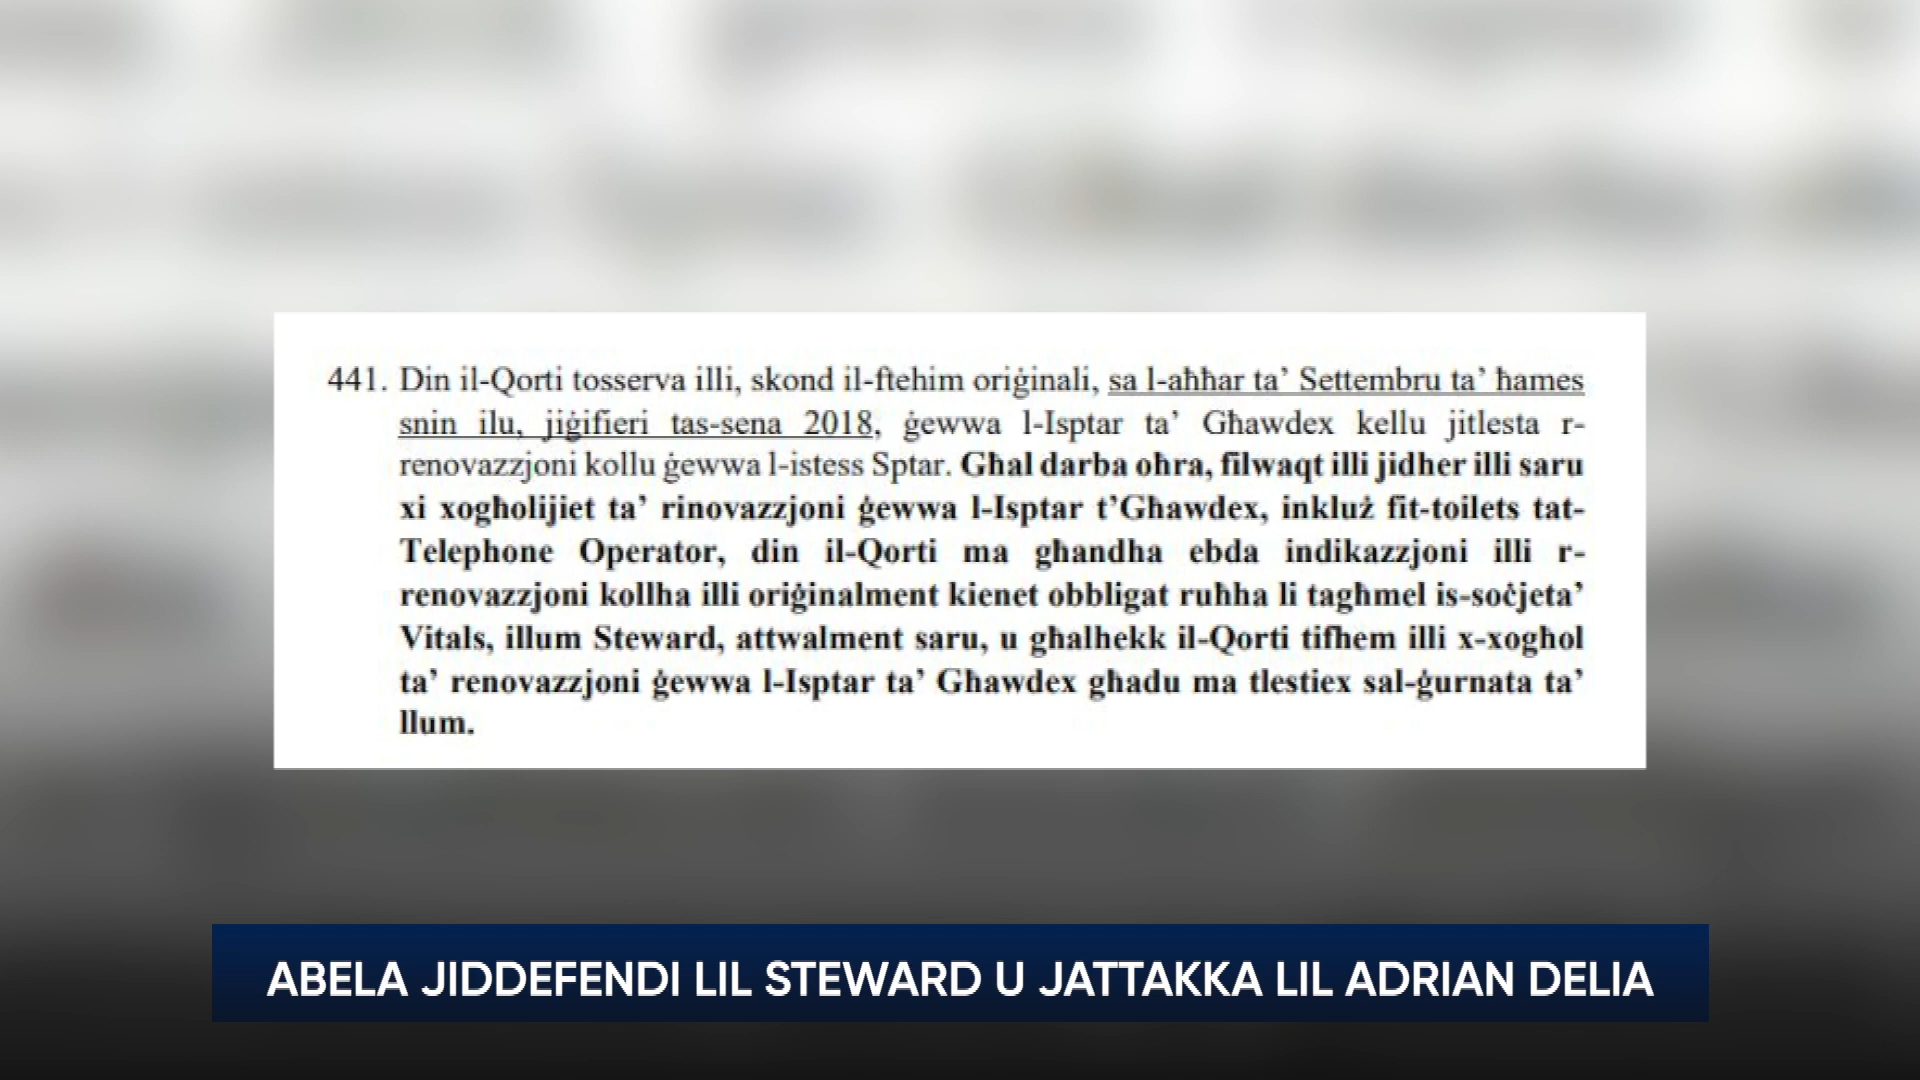 441. Din il-Qorti tosserva illi, skond il-ftehim oriġinali, sa l-aħħar ta’ Settembru ta’ ħames
snin ilu, jiġifieri tas-sena 2018, ġewwa l-Isptar ta’ Għawdex kellu jitlesta r-
renovazzjoni kollu ġewwa l-istess Sptar. Għal darba oħra, filwaqt illi jidher illi saru
xi xogħolijiet ta’ rinovazzjoni ġewwa l-Isptar t’Għawdex, inkluż fit-toilets tat-
Telephone Operator, din il-Qorti ma għandha ebda indikazzjoni illi r-
renovazzjoni kollha illi oriġinalment kienet obbligat ruħha li tagħmel is-soċjeta’
Vitals, illum Steward, attwalment saru, u għalhekk il-Qorti tifhem illi x-xogħol
ta’ renovazzjoni ġewwa l-Isptar ta’ Għawdex għadu ma tlestiex sal-ġurnata ta’
llum.
ABELA JIDDEFENDI LIL STEWARD U JATTAKKA LIL ADRIAN DELIA